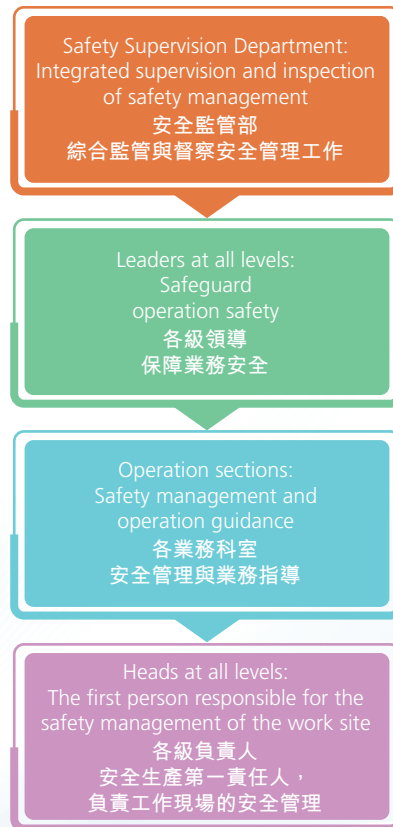 Safety Supervision Department:
Integrated supervision and inspection
of safety management
安全監管部
綜合監管與督察安全管理工作
Leaders at all levels:
Safeguard
operation safety
各級領導
保障業務安全
Operation sections:
Safety management and
operation guidance
各業務科室
安全管理與業務指導
Heads at all levels:
The first person responsible for the
safety management of the work site
各級負責人
安全生產第一責任人，
負責工作現場的安全管理